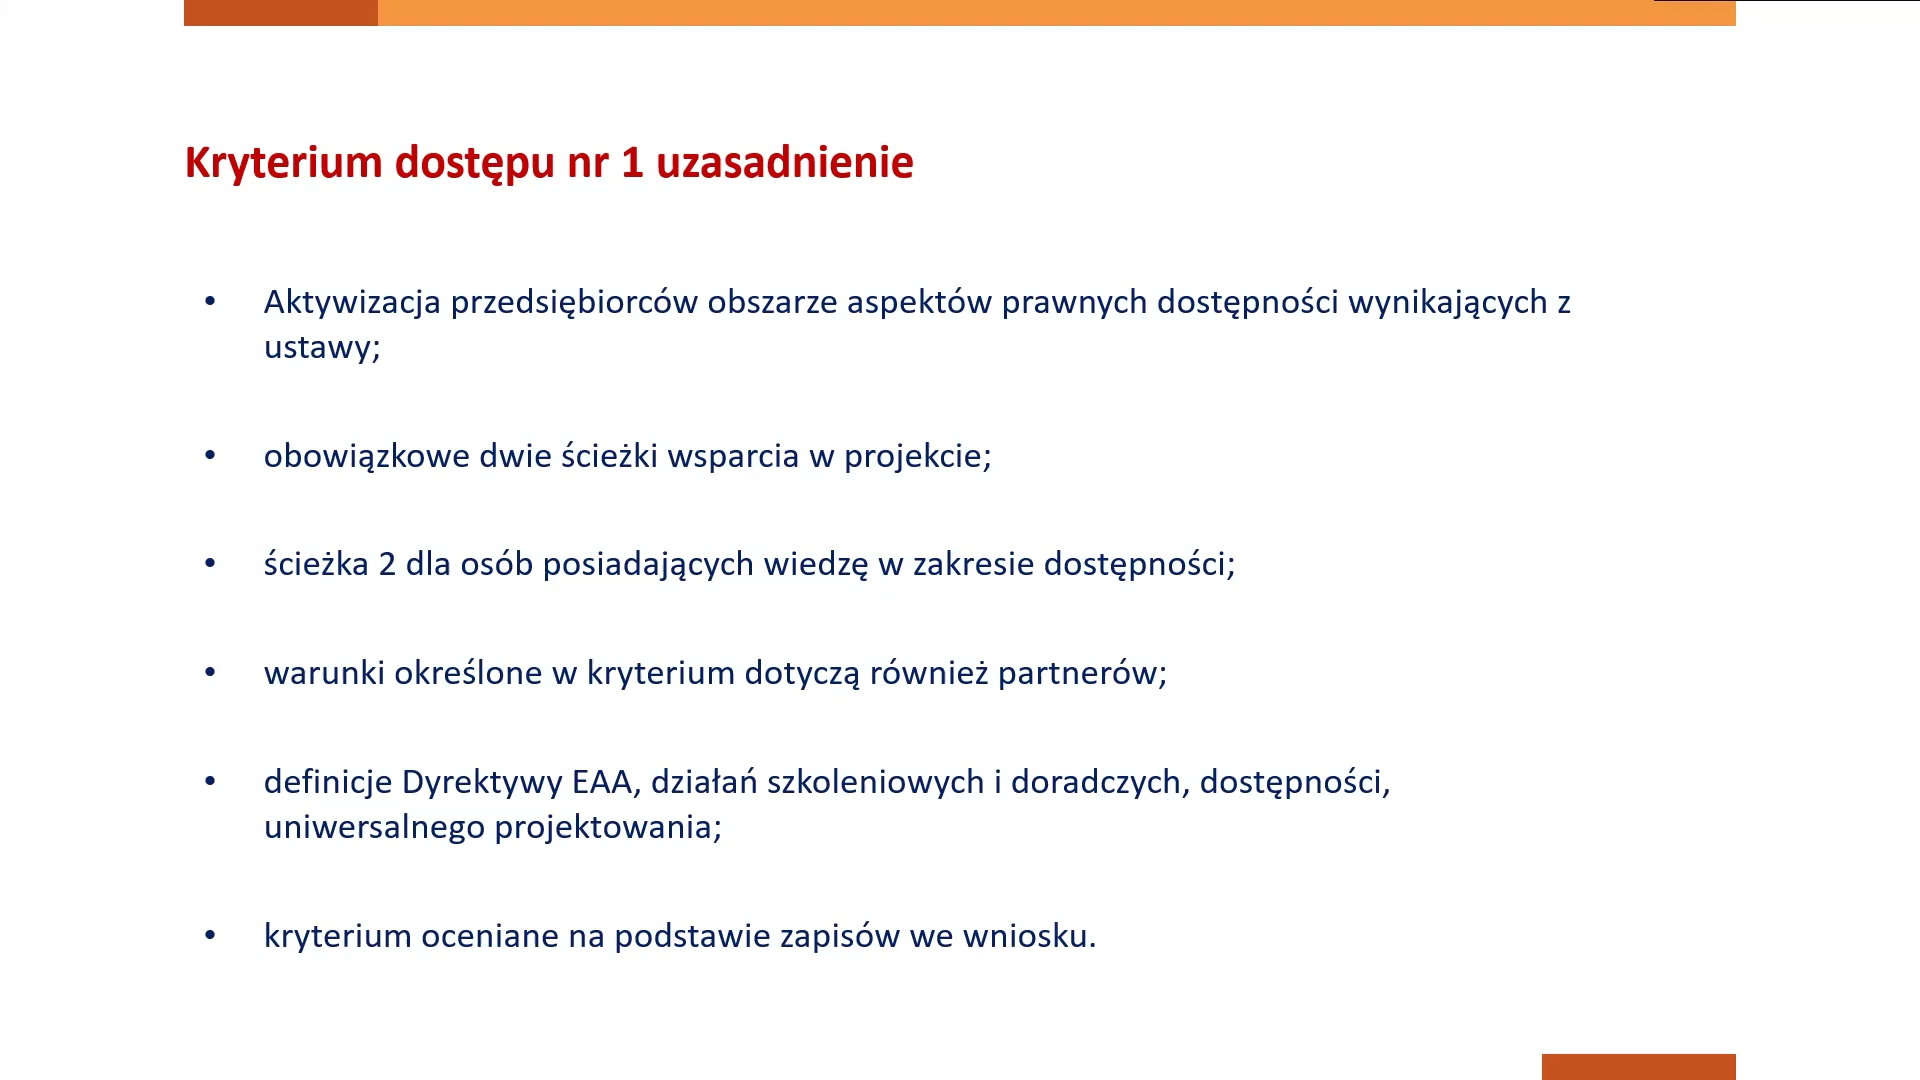 Kryterium dostępu nr 1 uzasadnienie
• Aktywizacja przedsiębiorców obszarze aspektów prawnych dostępności wynikających z
ustawy;
• obowiązkowe dwie ścieżki wsparcia w projekcie;
• ścieżka 2 dla osób posiadających wiedzę w zakresie dostępności;
• warunki określone w kryterium dotyczą również partnerów;
• definicje Dyrektywy EAA, działań szkoleniowych i doradczych, dostępności,
uniwersalnego projektowania;
• kryterium oceniane na podstawie zapisów we wniosku.